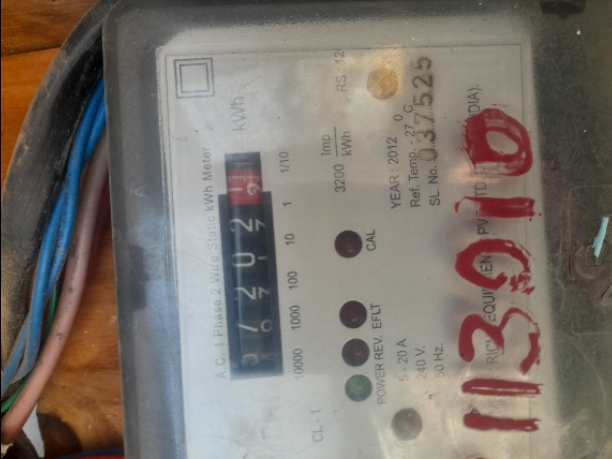 A.C. 1 Phase 2 Wire Static kWh Meter
kWh
10000 1000 100 10 1 1/10
3200 Imp/kWh
RS : 12
CAL
POWER REV. EFLT
CL. 1
5 - 20 A
240 V.
50 Hz.
YEAR : 2012
Ref. Temp. : 27 °C
SL. No. 037525
113010